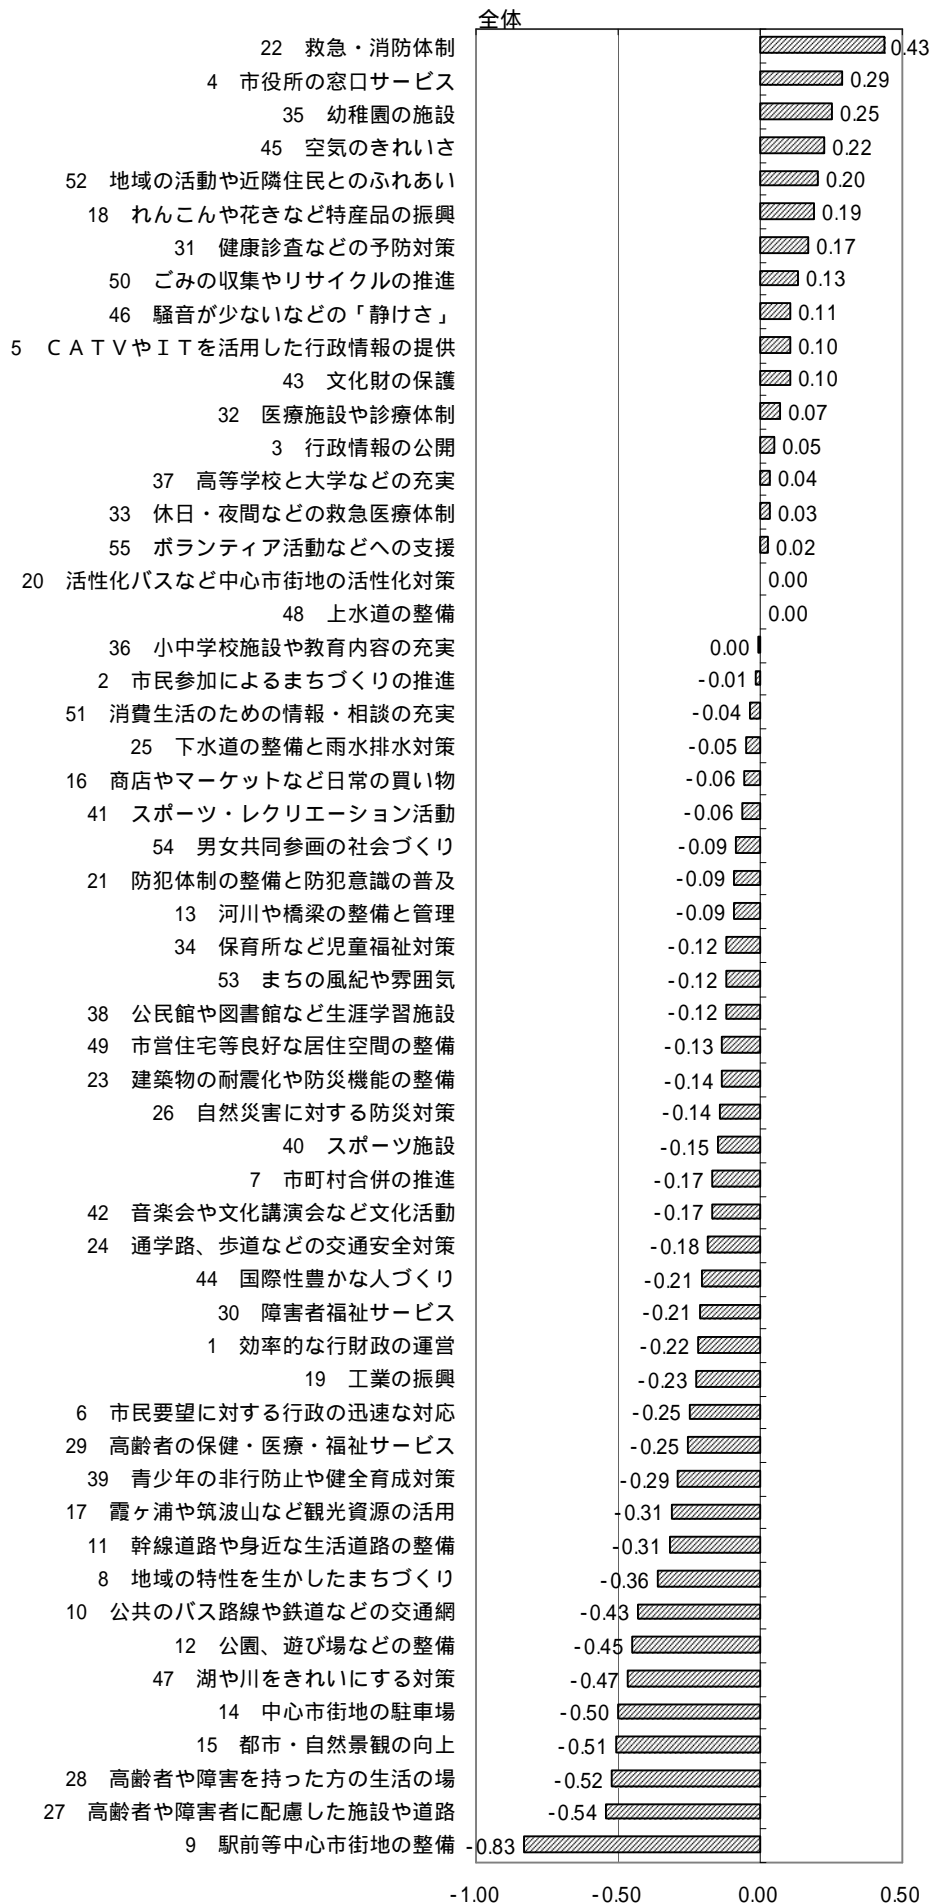 全体
22 救急・消防体制 0.43
4 市役所の窓口サービス 0.29
35 幼稚園の施設 0.25
45 空気のきれいさ 0.22
52 地域の活動や近隣住民とのふれあい 0.20
18 れんこんや花きなど特産品の振興 0.19
31 健康診査などの予防対策 0.17
50 ごみの収集やリサイクルの推進 0.13
46 騒音が少ないなどの「静けさ」 0.11
5 ＣＡＴＶやＩＴを活用した行政情報の提供 0.10
43 文化財の保護 0.10
32 医療施設や診療体制 0.07
3 行政情報の公開 0.05
37 高等学校と大学などの充実 0.04
33 休日・夜間などの救急医療体制 0.03
55 ボランティア活動などへの支援 0.02
20 活性化バスなど中心市街地の活性化対策 0.00
48 上水道の整備 0.00
36 小中学校施設や教育内容の充実 0.00
2 市民参加によるまちづくりの推進 -0.01
51 消費生活のための情報・相談の充実 -0.04
25 下水道の整備と雨水排水対策 -0.05
16 商店やマーケットなど日常の買い物 -0.06
41 スポーツ・レクリエーション活動 -0.06
54 男女共同参画の社会づくり -0.09
21 防犯体制の整備と防犯意識の普及 -0.09
13 河川や橋梁の整備と管理 -0.09
34 保育所など児童福祉対策 -0.12
53 まちの風紀や雰囲気 -0.12
38 公民館や図書館など生涯学習施設 -0.12
49 市営住宅等良好な居住空間の整備 -0.13
23 建築物の耐震化や防災機能の整備 -0.14
26 自然災害に対する防災対策 -0.14
40 スポーツ施設 -0.15
7 市町村合併の推進 -0.17
42 音楽会や文化講演会など文化活動 -0.17
24 通学路、歩道などの交通安全対策 -0.18
44 国際性豊かな人づくり -0.21
30 障害者福祉サービス -0.21
1 効率的な行財政の運営 -0.22
19 工業の振興 -0.23
6 市民要望に対する行政の迅速な対応 -0.25
29 高齢者の保健・医療・福祉サービス -0.25
39 青少年の非行防止や健全育成対策 -0.29
17 霞ヶ浦や筑波山など観光資源の活用 -0.31
11 幹線道路や身近な生活道路の整備 -0.31
8 地域の特性を生かしたまちづくり -0.36
10 公共のバス路線や鉄道などの交通網 -0.43
12 公園、遊び場などの整備 -0.45
47 湖や川をきれいにする対策 -0.47
14 中心市街地の駐車場 -0.50
15 都市・自然景観の向上 -0.51
28 高齢者や障害を持った方の生活の場 -0.52
27 高齢者や障害者に配慮した施設や道路 -0.54
9 駅前等中心市街地の整備 -0.83
-1.00 -0.50 0.00 0.50